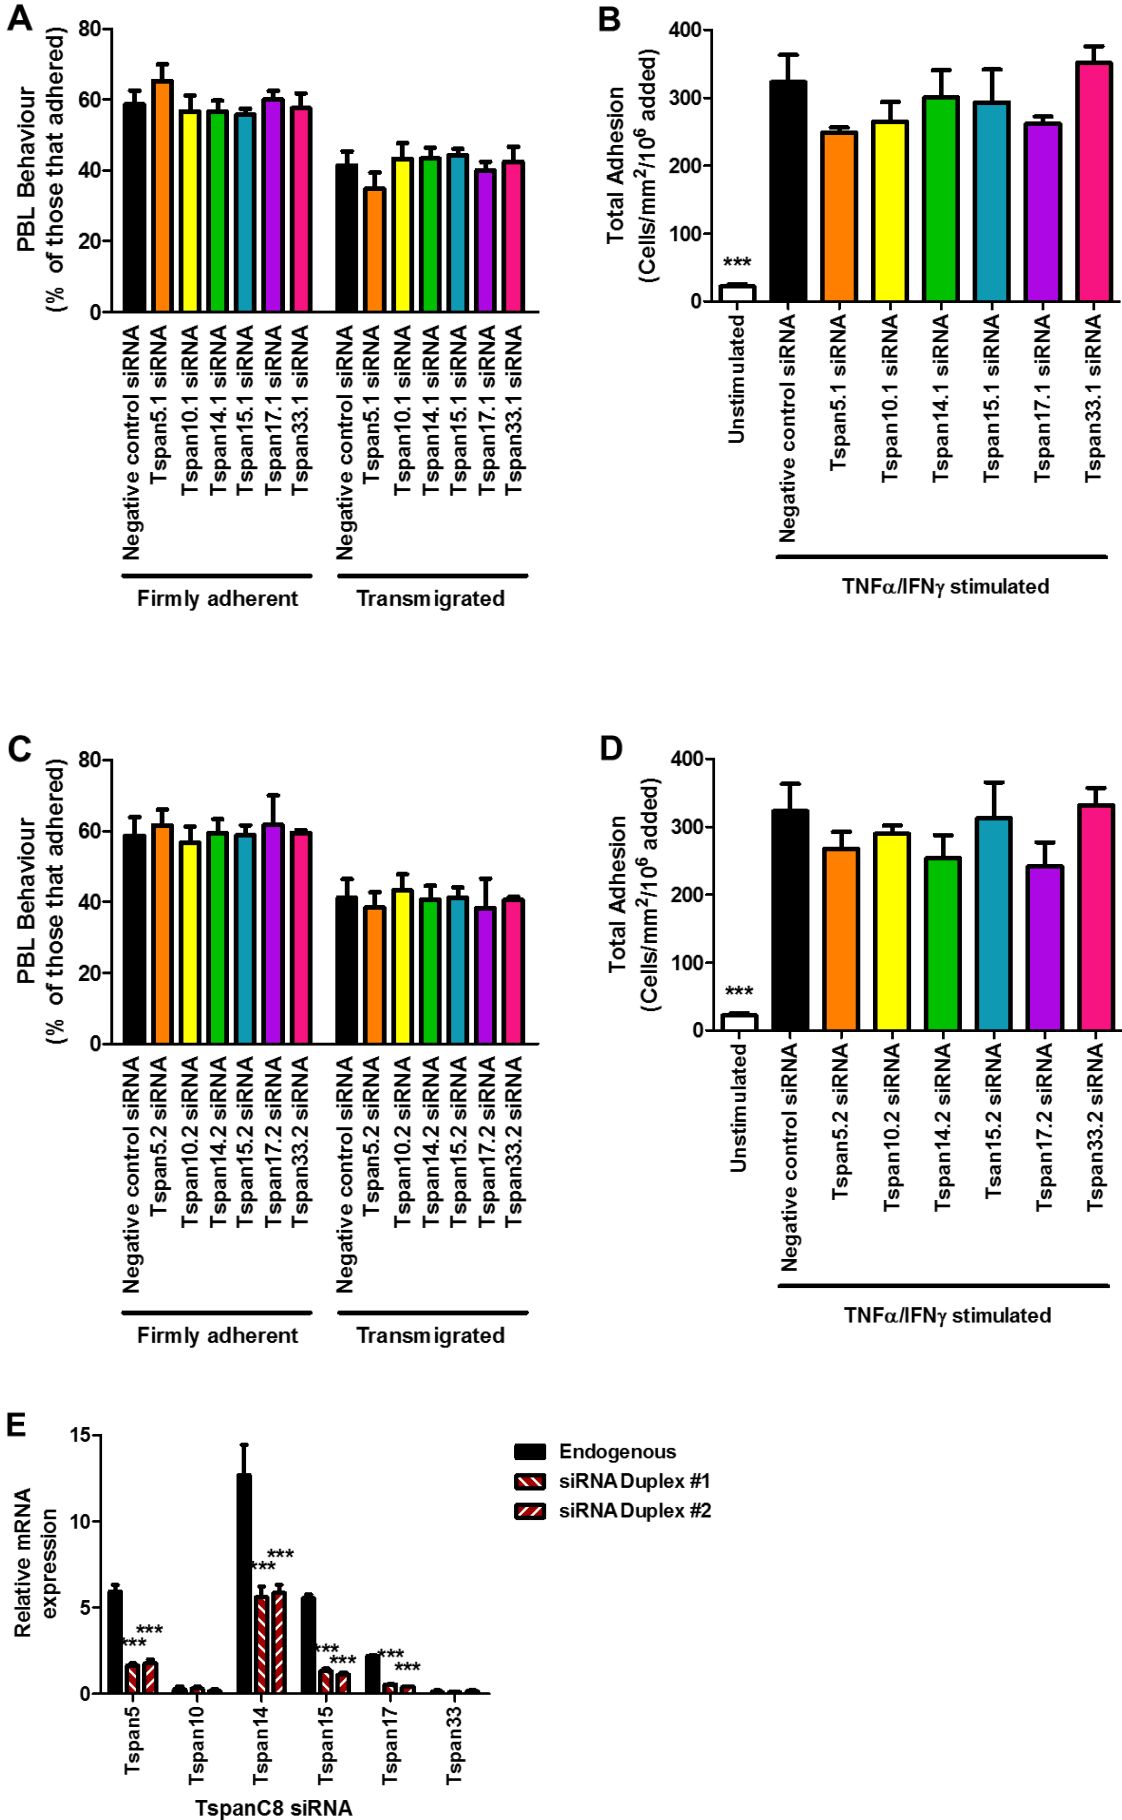 A
PBL Behaviour
(% of those that adhered)
80
60
40
20
0
Negative control siRNA
Tspan5.1 siRNA
Tspan10.1 siRNA
Tspan14.1 siRNA
Tspan15.1 siRNA
Tspan17.1 siRNA
Tspan33.1 siRNA
Negative control siRNA
Tspan5.1 siRNA
Tspan10.1 siRNA
Tspan14.1 siRNA
Tspan15.1 siRNA
Tspan17.1 siRNA
Tspan33.1 siRNA
Firmly adherent
Transmigrated
B
Total Adhesion
(Cells/mm²/10⁶ added)
400
300
200
100
0
***
Unstimulated
Negative control siRNA
Tspan5.1 siRNA
Tspan10.1 siRNA
Tspan14.1 siRNA
Tspan15.1 siRNA
Tspan17.1 siRNA
Tspan33.1 siRNA
TNFα/IFNγ stimulated
C
PBL Behaviour
(% of those that adhered)
80
60
40
20
0
Negative control siRNA
Tspan5.2 siRNA
Tspan10.2 siRNA
Tspan14.2 siRNA
Tspan15.2 siRNA
Tspan17.2 siRNA
Tspan33.2 siRNA
Negative control siRNA
Tspan5.2 siRNA
Tspan10.2 siRNA
Tspan14.2 siRNA
Tspan15.2 siRNA
Tspan17.2 siRNA
Tspan33.2 siRNA
Firmly adherent
Transmigrated
D
Total Adhesion
(Cells/mm²/10⁶ added)
400
300
200
100
0
***
Unstimulated
Negative control siRNA
Tspan5.2 siRNA
Tspan10.2 siRNA
Tspan14.2 siRNA
Tsan15.2 siRNA
Tspan17.2 siRNA
Tspan33.2 siRNA
TNFα/IFNγ stimulated
E
Relative mRNA
expression
15
10
5
0
***
***
***
***
***
***
***
***
Tspan5
Tspan10
Tspan14
Tspan15
Tspan17
Tspan33
TspanC8 siRNA
Endogenous
siRNA Duplex #1
siRNA Duplex #2